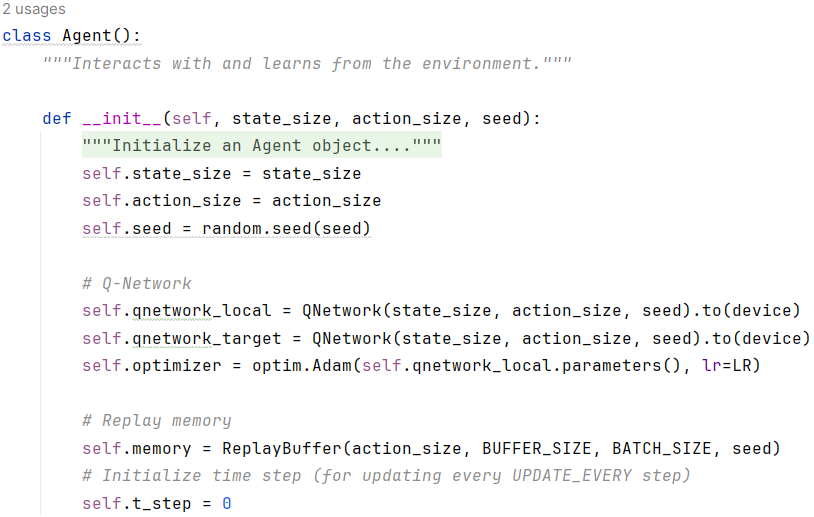 2 usages
class Agent():
    """Interacts with and learns from the environment."""
    def __init__(self, state_size, action_size, seed):
        """Initialize an Agent object...."""
        self.state_size = state_size
        self.action_size = action_size
        self.seed = random.seed(seed)
        # Q-Network
        self.qnetwork_local = QNetwork(state_size, action_size, seed).to(device)
        self.qnetwork_target = QNetwork(state_size, action_size, seed).to(device)
        self.optimizer = optim.Adam(self.qnetwork_local.parameters(), lr=LR)
        # Replay memory
        self.memory = ReplayBuffer(action_size, BUFFER_SIZE, BATCH_SIZE, seed)
        # Initialize time step (for updating every UPDATE_EVERY step)
        self.t_step = 0